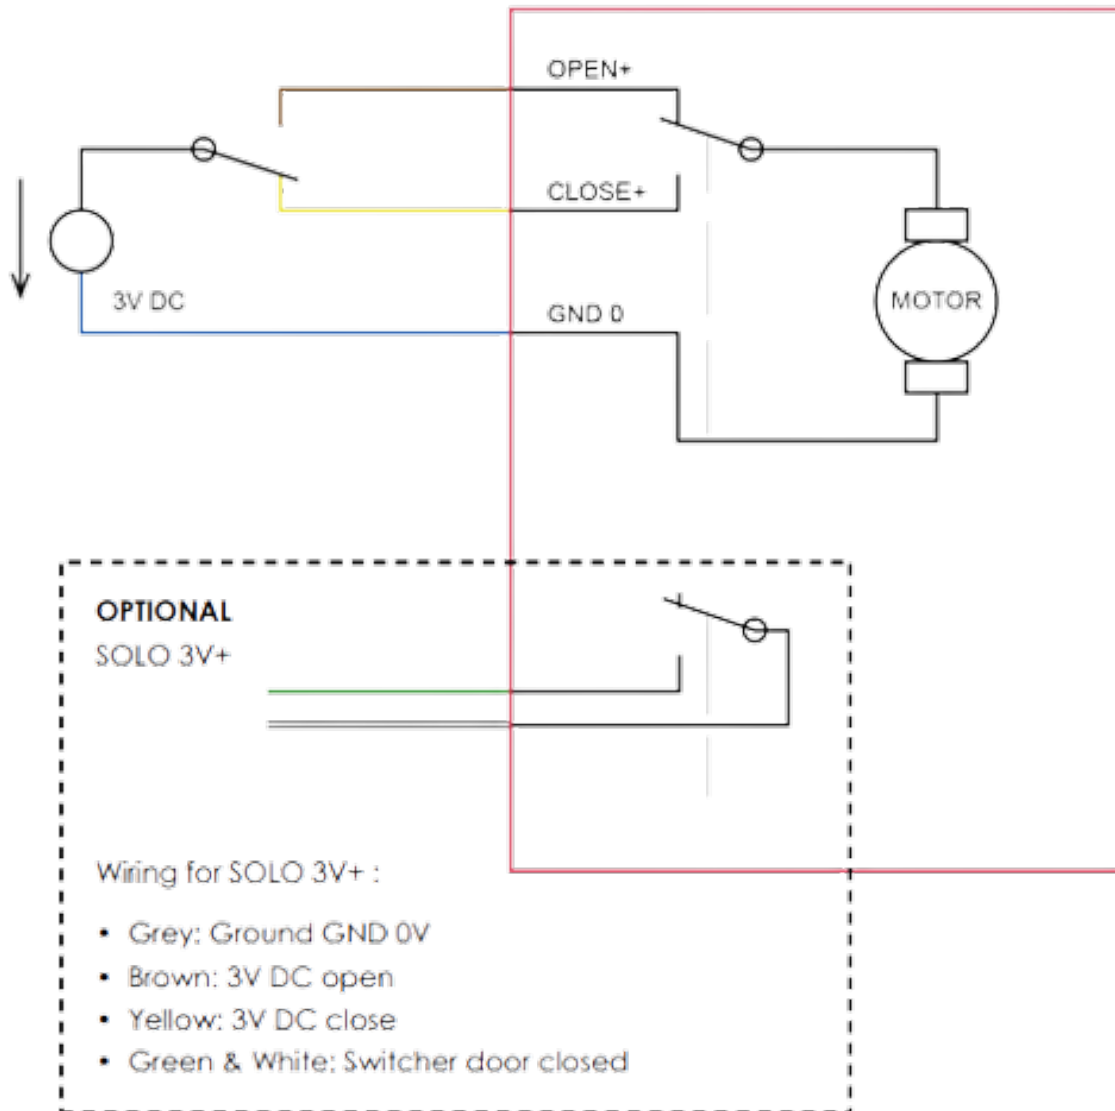 OPEN+
CLOSE+
3V DC
GND 0
MOTOR
OPTIONAL
SOLO 3V+
Wiring for SOLO 3V+ :
• Grey: Ground GND 0V
• Brown: 3V DC open
• Yellow: 3V DC close
• Green & White: Switcher door closed